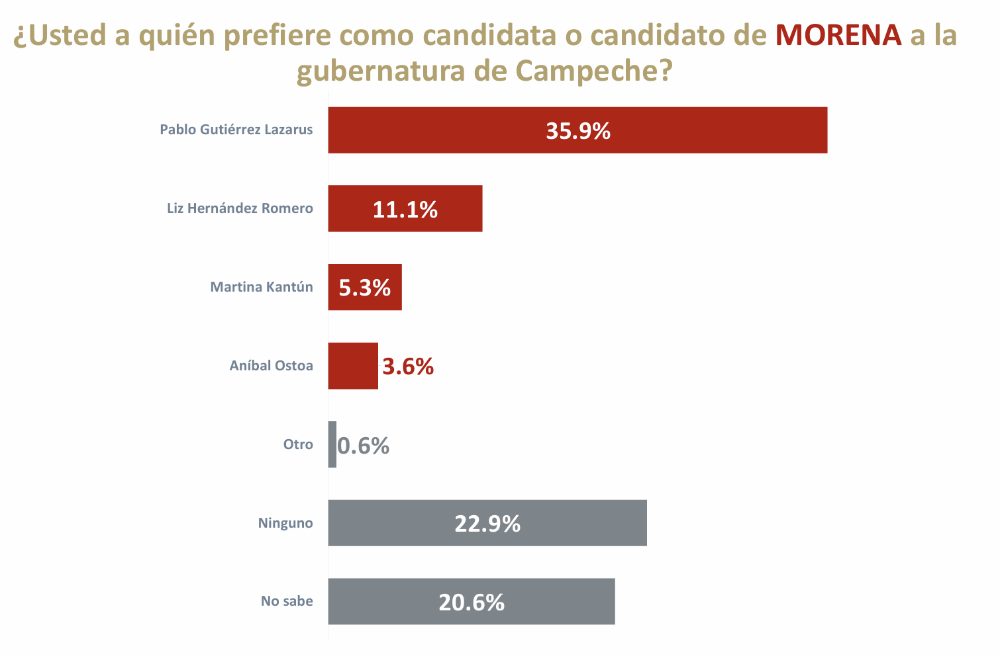 ¿Usted a quién prefiere como candidata o candidato de MORENA a la
gubernatura de Campeche?
Pablo Gutiérrez Lazarus 35.9%
Liz Hernández Romero 11.1%
Martina Kantún 5.3%
Aníbal Ostoa 3.6%
Otro 0.6%
Ninguno 22.9%
No sabe 20.6%